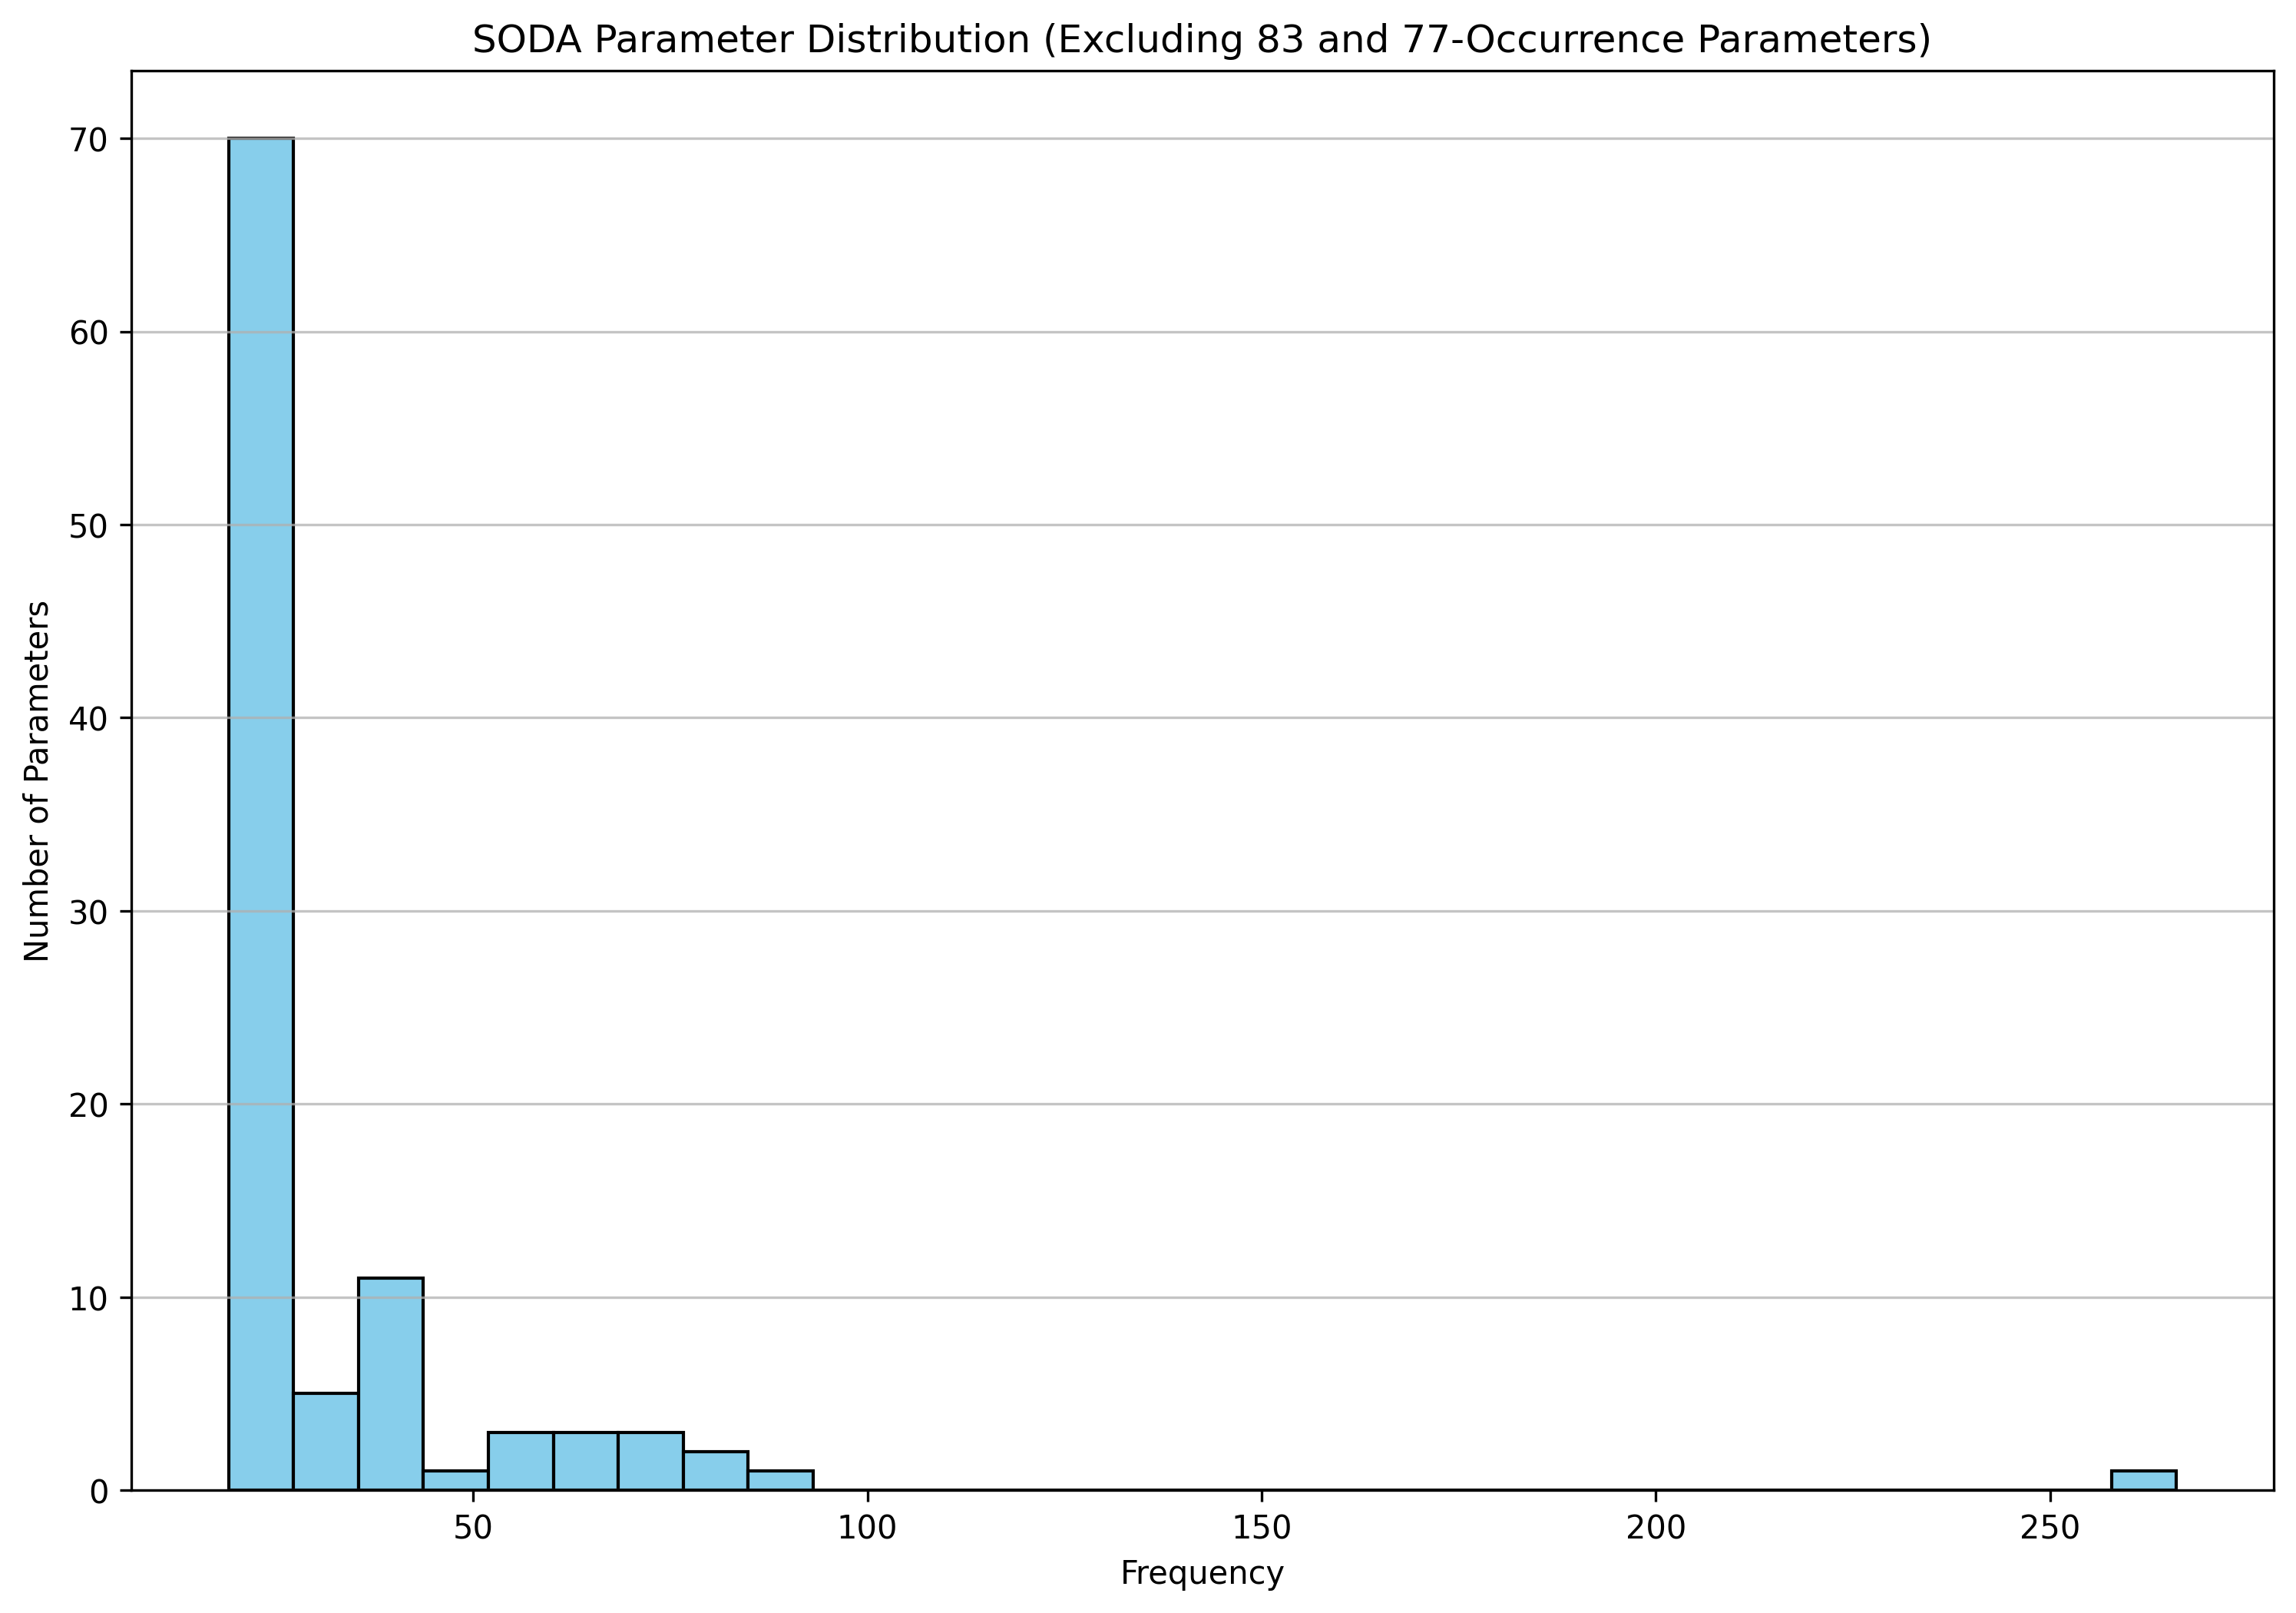 SODA Parameter Distribution (Excluding 83 and 77-Occurrence Parameters)
Number of Parameters
70
60
50
40
30
20
10
0
50 100 150 200 250
Frequency